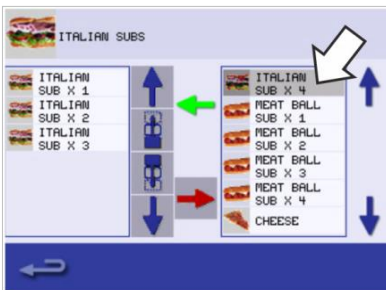 ITALIAN SUBS
ITALIAN
SUB X 1
ITALIAN
SUB X 2
ITALIAN
SUB X 3
ITALIAN
SUB X 4
MEAT BALL
SUB X 1
MEAT BALL
SUB X 2
MEAT BALL
SUB X 3
MEAT BALL
SUB X 4
CHEESE